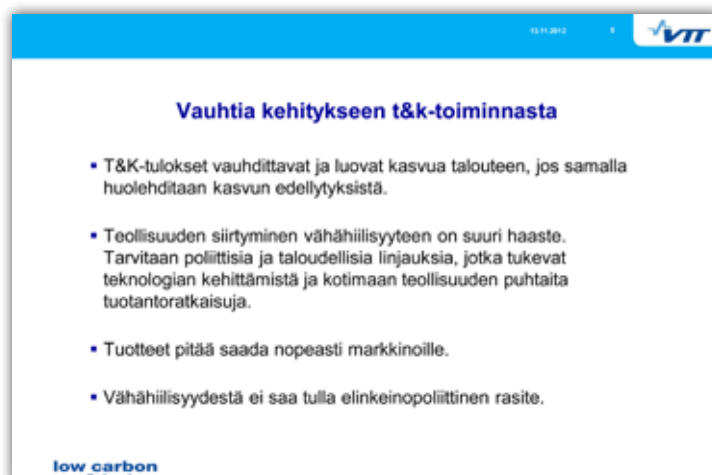 13.11.2012
VTT
Vauhtia kehitykseen t&k-toiminnasta
▪ T&K-tulokset vauhdittavat ja luovat kasvua talouteen, jos samalla
huolehditaan kasvun edellytyksistä.
▪ Teollisuuden siirtyminen vähähiilisyyteen on suuri haaste.
Tarvitaan poliittisia ja taloudellisia linjauksia, jotka tukevat
teknologian kehittämistä ja kotimaan teollisuuden puhtaita
tuotantoratkaisuja.
▪ Tuotteet pitää saada nopeasti markkinoille.
▪ Vähähiilisyydestä ei saa tulla elinkeinopoliittinen rasite.
low carbon